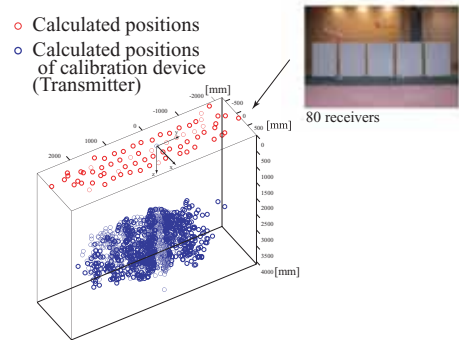 Calculated positions
Calculated positions
of calibration device
(Transmitter)
80 receivers
[mm]
-2000
-1000
0
1000
2000
-500
0
500
0
500
1000
1500
2000
2500
3000
3500
4000
[mm]
x